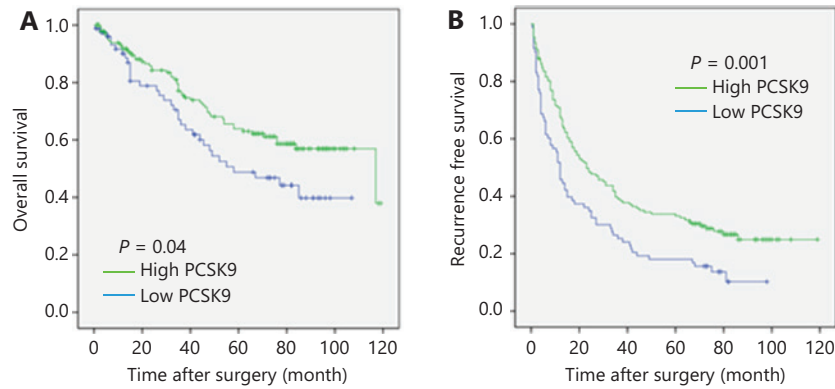 A
Overall survival
1.0
0.8
0.6
0.4
0.2
0.0
P = 0.04
High PCSK9
Low PCSK9
0 20 40 60 80 100 120
Time after surgery (month)
B
Recurrence free survival
1.0
0.8
0.6
0.4
0.2
0.0
P = 0.001
High PCSK9
Low PCSK9
0 20 40 60 80 100 120
Time after surgery (month)